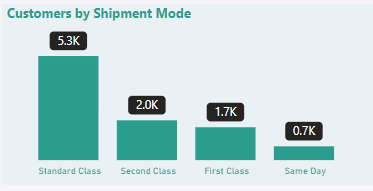 Customers by Shipment Mode
5.3K
2.0K
1.7K
0.7K
Standard Class
Second Class
First Class
Same Day